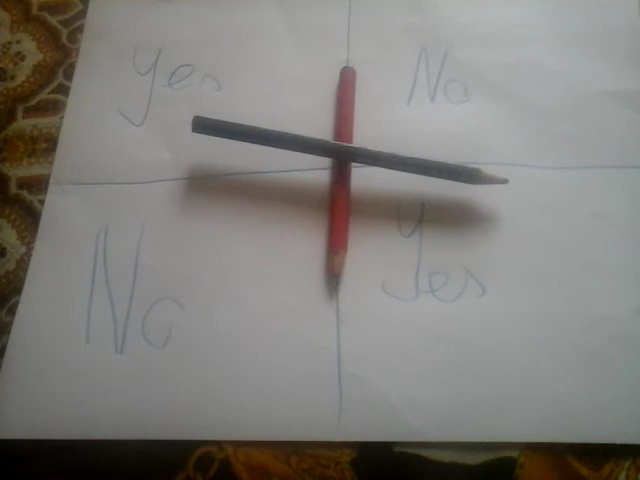 Yes No
No Yes